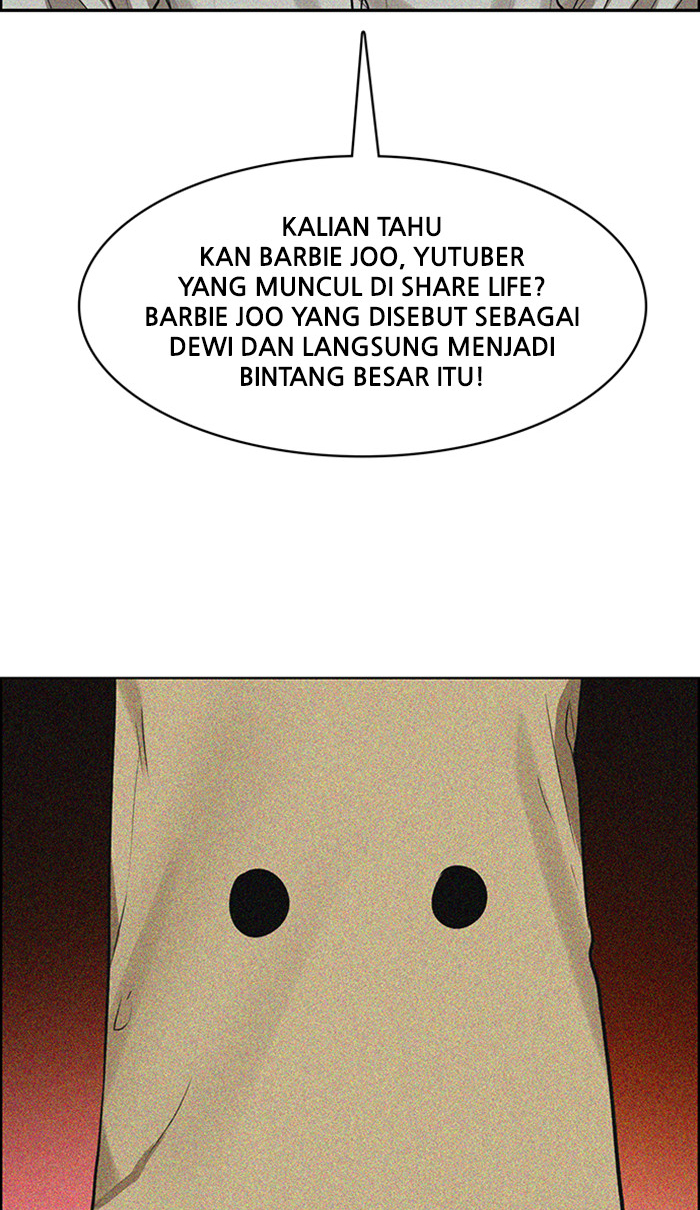 KALIAN TAHU
KAN BARBIE JOO, YUTUBER
YANG MUNCUL DI SHARE LIFE?
BARBIE JOO YANG DISEBUT SEBAGAI
DEWI DAN LANGSUNG MENJADI
BINTANG BESAR ITU!